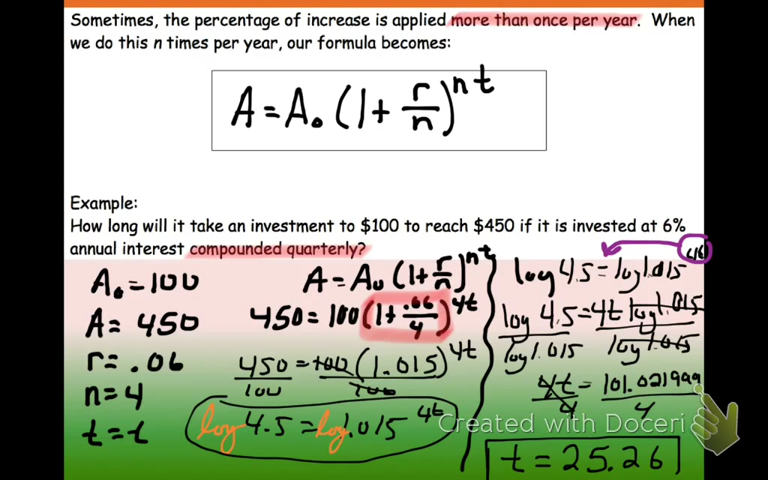 Sometimes, the percentage of increase is applied more than once per year. When
we do this n times per year, our formula becomes:
A = A₀ (1 + r/n)^nt
Example:
How long will it take an investment to $100 to reach $450 if it is invested at 6%
annual interest compounded quarterly?
A₀ = 100
A = 450
r = .06
n = 4
t = t
A = A₀ (1 + r/n)^nt
450 = 100 (1 + .06/4)^4t
450/100 = 100/100 (1.015)^4t
log 4.5 = log 1.015^4t
log 4.5 = log 1.015^4t
log 4.5/log 1.015 = 4t log 1.015/log 1.015
4t/4 = 101.021999/4
t = 25.26
Created with Doceri